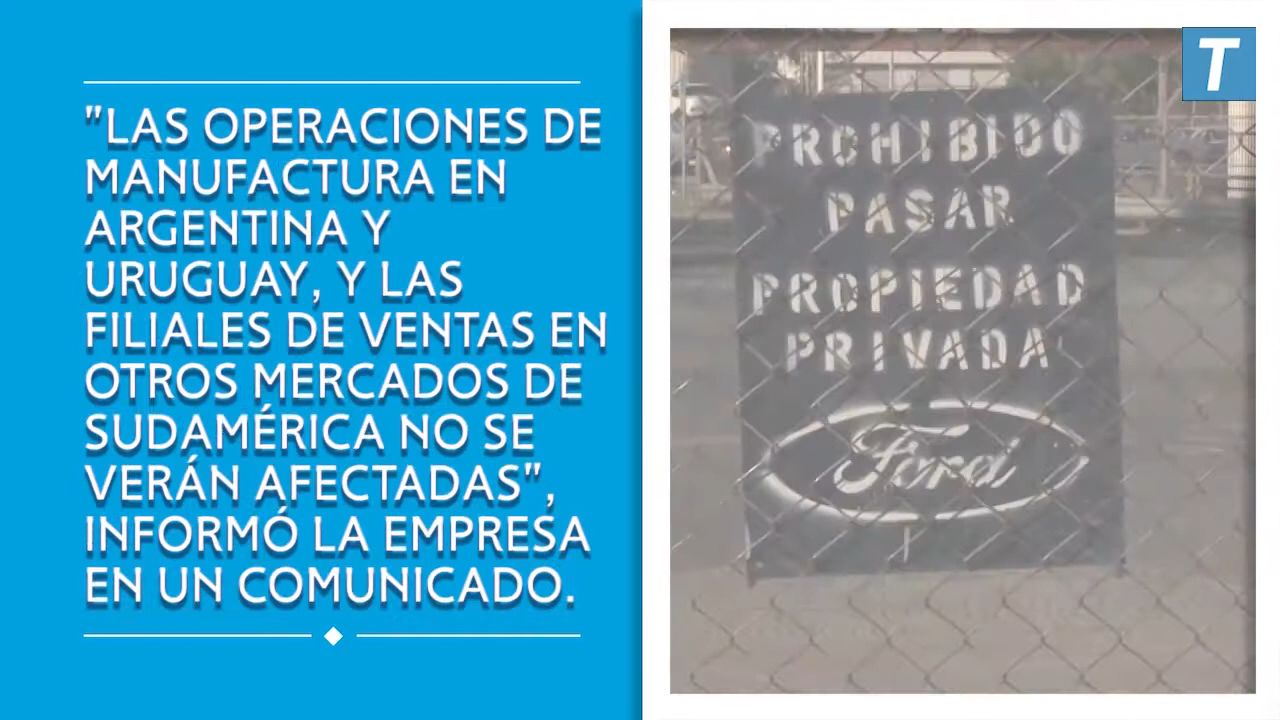 "LAS OPERACIONES DE
MANUFACTURA EN
ARGENTINA Y
URUGUAY, Y LAS
FILIALES DE VENTAS EN
OTROS MERCADOS DE
SUDAMÉRICA NO SE
VERÁN AFECTADAS",
INFORMÓ LA EMPRESA
EN UN COMUNICADO.
T
PROHIBIDO
PASAR
PROPIEDAD
PRIVADA
Ford